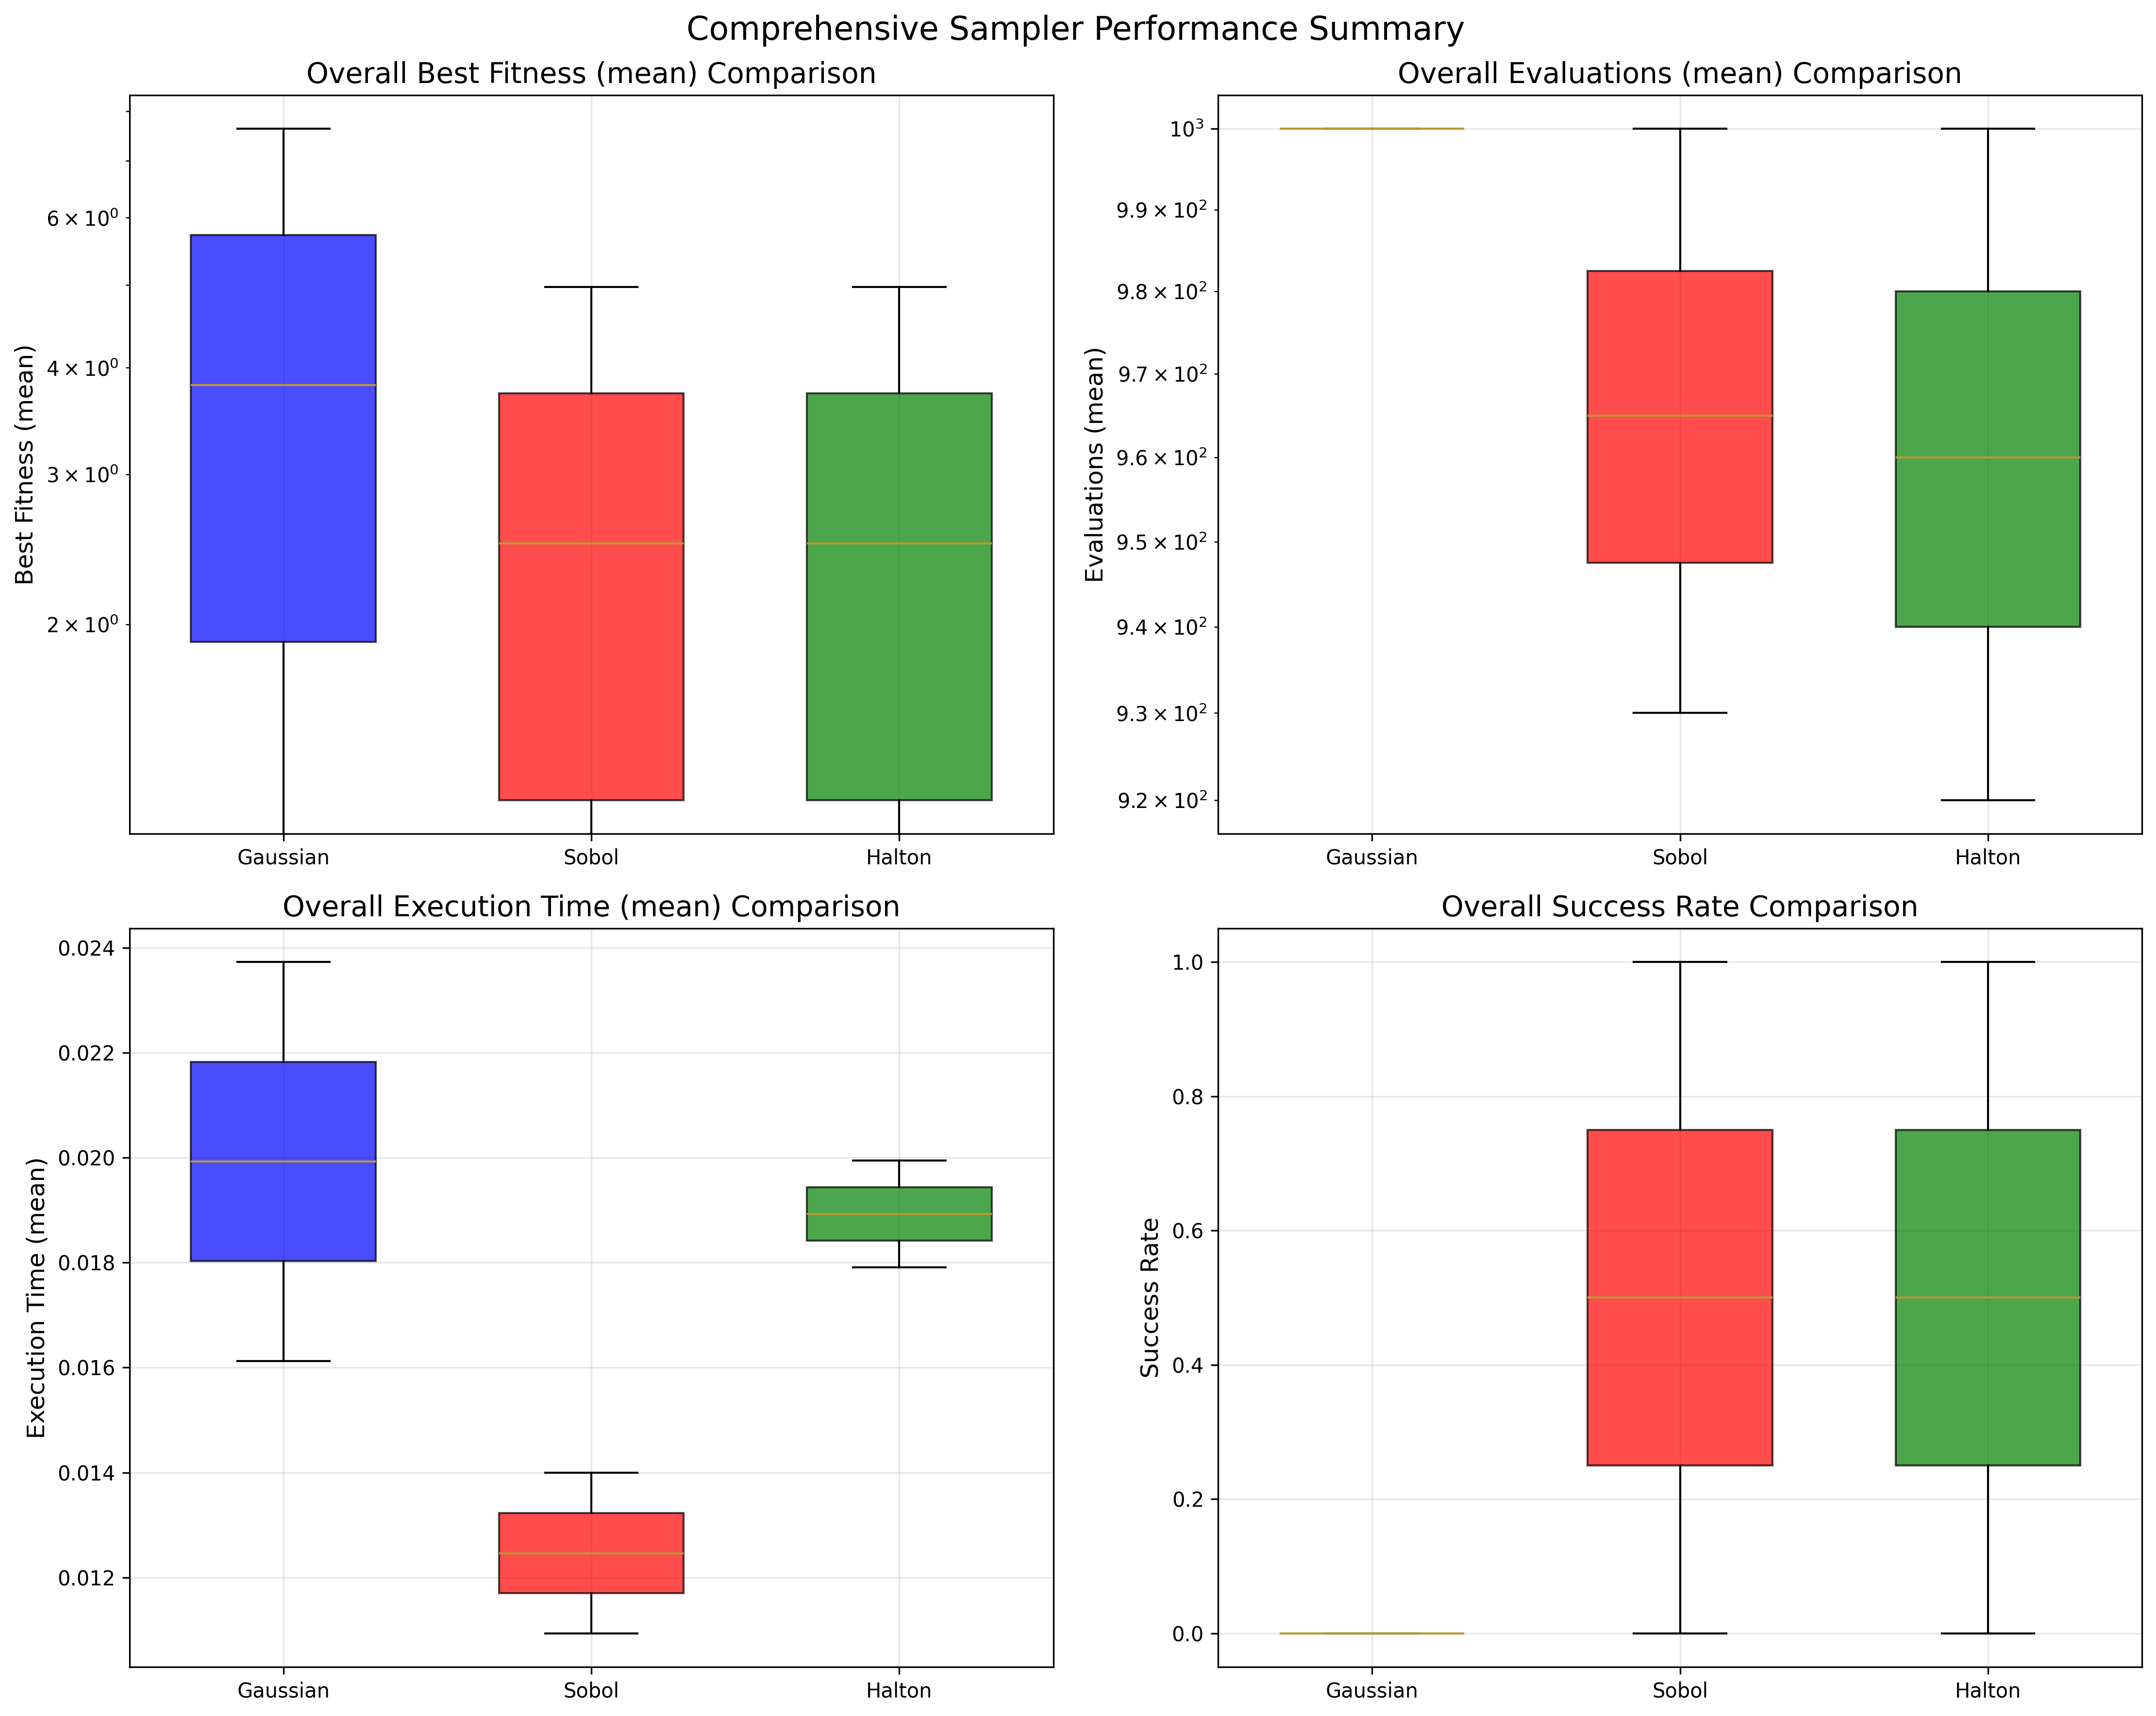 Comprehensive Sampler Performance Summary
Overall Best Fitness (mean) Comparison
Best Fitness (mean)
6 × 10⁰
4 × 10⁰
3 × 10⁰
2 × 10⁰
Gaussian
Sobol
Halton
Overall Evaluations (mean) Comparison
Evaluations (mean)
10³
9.9 × 10²
9.8 × 10²
9.7 × 10²
9.6 × 10²
9.5 × 10²
9.4 × 10²
9.3 × 10²
9.2 × 10²
Gaussian
Sobol
Halton
Overall Execution Time (mean) Comparison
Execution Time (mean)
0.024
0.022
0.020
0.018
0.016
0.014
0.012
Gaussian
Sobol
Halton
Overall Success Rate Comparison
Success Rate
1.0
0.8
0.6
0.4
0.2
0.0
Gaussian
Sobol
Halton